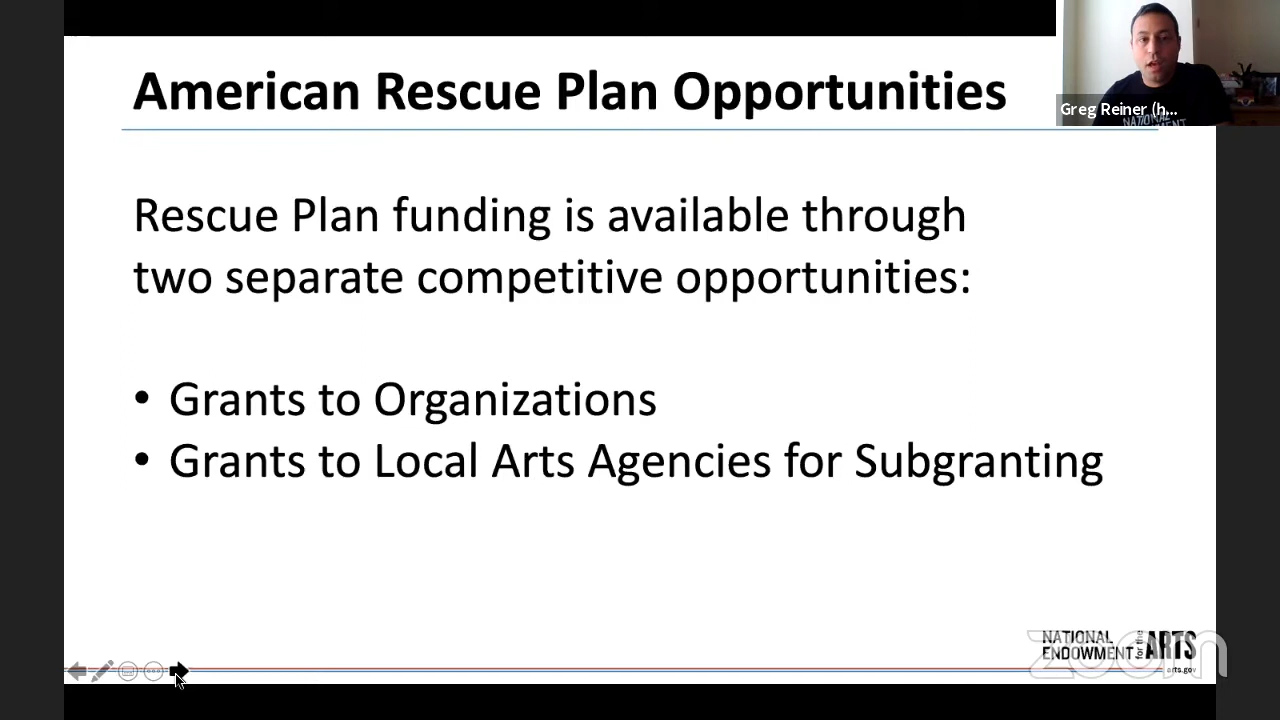 American Rescue Plan Opportunities
Greg Reiner (h...
NATIONAL
Rescue Plan funding is available through
two separate competitive opportunities:
• Grants to Organizations
• Grants to Local Arts Agencies for Subgranting
NATIONAL
ENDOWMENT
for the
ARTS
arts.gov
zoom